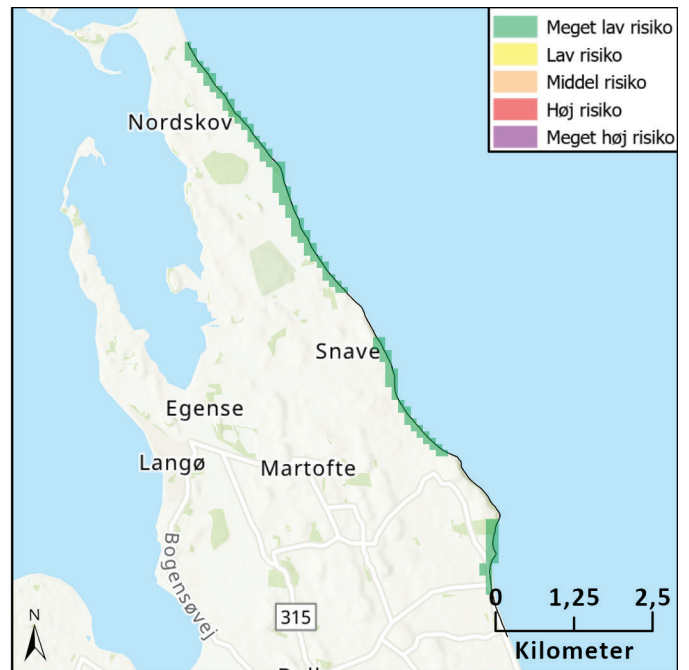 Meget lav risiko
Lav risiko
Middel risiko
Høj risiko
Meget høj risiko
Nordskov
Snave
Egense
Langø
Martofte
Bogensøvej
315
N
0 1,25 2,5
Kilometer